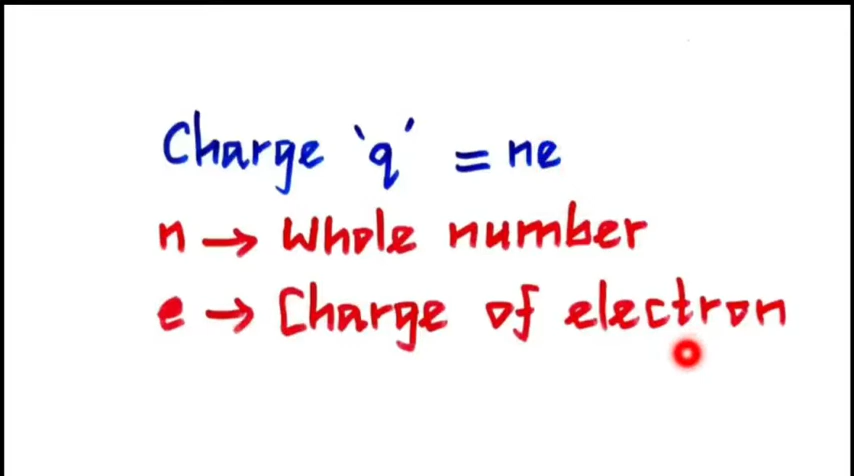 Charge 'q' = ne
n → Whole number
e → Charge of electron